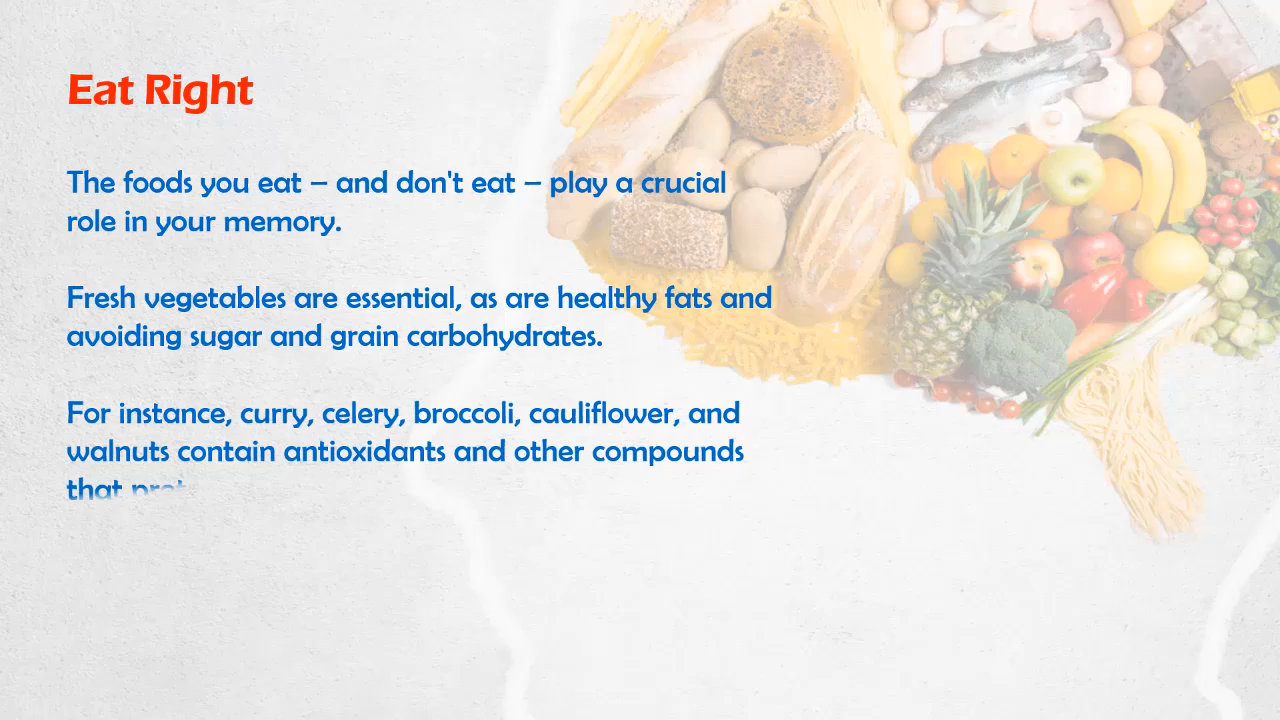 Eat Right
The foods you eat – and don't eat – play a crucial
role in your memory.
Fresh vegetables are essential, as are healthy fats and
avoiding sugar and grain carbohydrates.
For instance, curry, celery, broccoli, cauliflower, and
walnuts contain antioxidants and other compounds
that